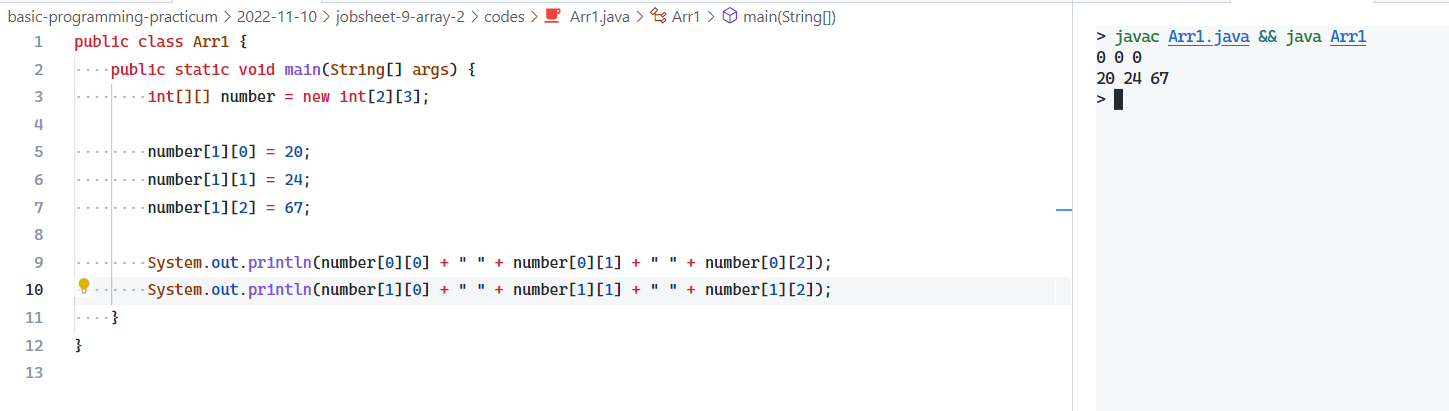 basic-programming-practicum > 2022-11-10 > jobsheet-9-array-2 > codes > Arr1.java > Arr1 > main(String[])
1 public class Arr1 {
2 ····public static void main(String[] args) {
3 ········int[][] number = new int[2][3];
4
5 ········number[1][0] = 20;
6 ········number[1][1] = 24;
7 ········number[1][2] = 67;
8
9 ········System.out.println(number[0][0] + " " + number[0][1] + " " + number[0][2]);
10 ········System.out.println(number[1][0] + " " + number[1][1] + " " + number[1][2]);
11 ····}
12 }
13
> javac Arr1.java && java Arr1
0 0 0
20 24 67
>